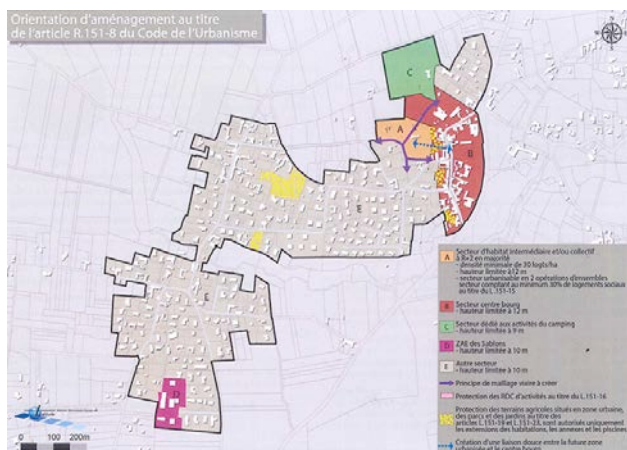 Orientation d'aménagement au titre
de l'article R.151-8 du Code de l'Urbanisme
C
A
B
E
E
D
A
Secteur d'habitat intermédiaire et/ou collectif
à R+2 en majorité
- densité minimale de 30 logts/ha
- hauteur limitée à 12 m
- secteur urbanisable en 2 opérations d'ensembles
secteur comptant au minimum 30% de logements sociaux
au titre du L.151-15
B
Secteur centre bourg
- hauteur limitée à 12 m
C
Secteur dédié aux activités du camping
- hauteur limitée à 9 m
D
ZAE des Sablons
- hauteur limitée à 10 m
E
Autre secteur
- hauteur limitée à 10 m
Principe de maillage viaire à créer
Protection des RDC d'activités au titre du L.151-16
Protection des terrains agricoles situés en zone urbaine,
des parcs et des jardins au titre des
articles L.151-19 et L.151-23, sont autorisés uniquement
les extensions des habitations, les annexes et les piscines
Création d'une liaison douce entre la future zone
urbanisée et le centre bourg
0 100 200m